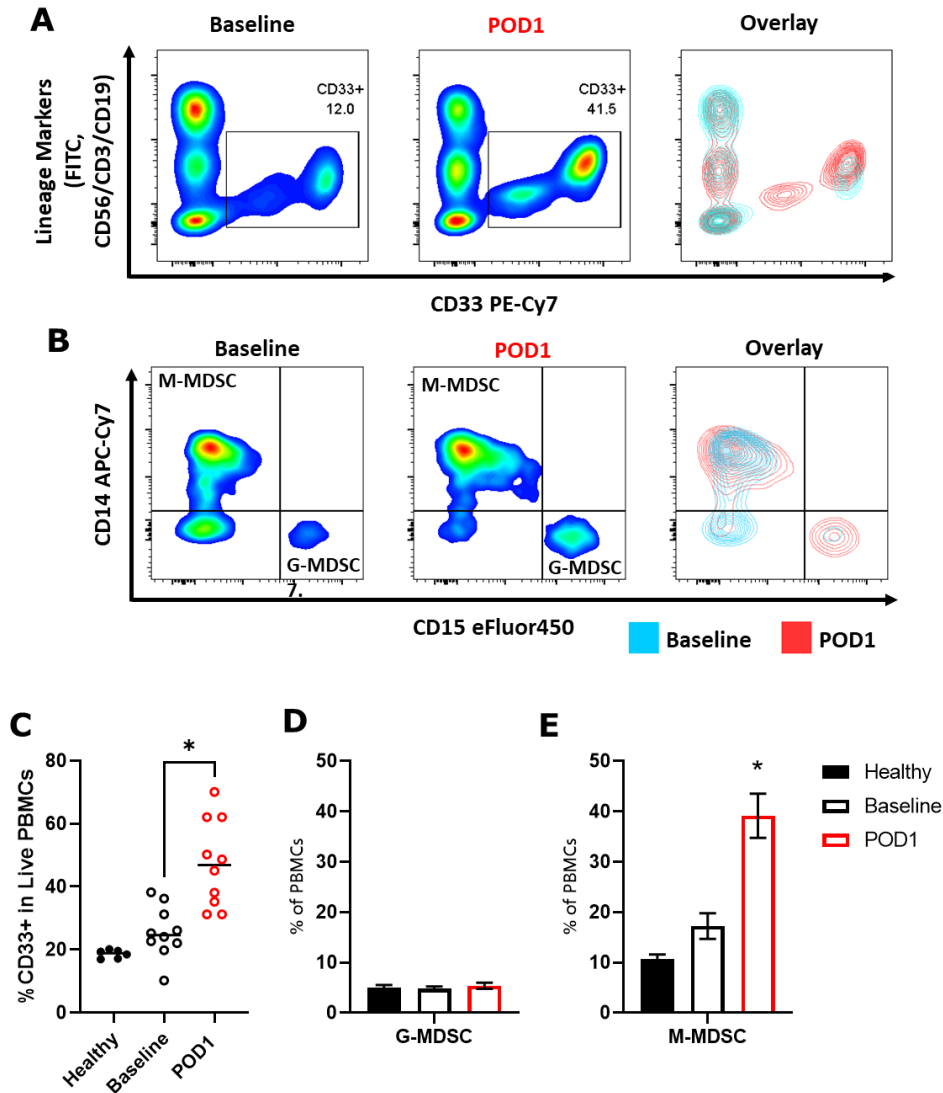 A
Baseline
POD1
Overlay
Lineage Markers
(FITC,
CD56/CD3/CD19)
CD33+
12.0
CD33+
41.5
CD33 PE-Cy7
B
Baseline
POD1
Overlay
CD14 APC-Cy7
M-MDSC
G-MDSC
7.
M-MDSC
G-MDSC
CD15 eFluor450
Baseline
POD1
C
% CD33+ in Live PBMCs
80
60
40
20
0
*
Healthy
Baseline
POD1
D
% of PBMCs
50
40
30
20
10
0
G-MDSC
E
% of PBMCs
50
40
30
20
10
0
*
M-MDSC
Healthy
Baseline
POD1